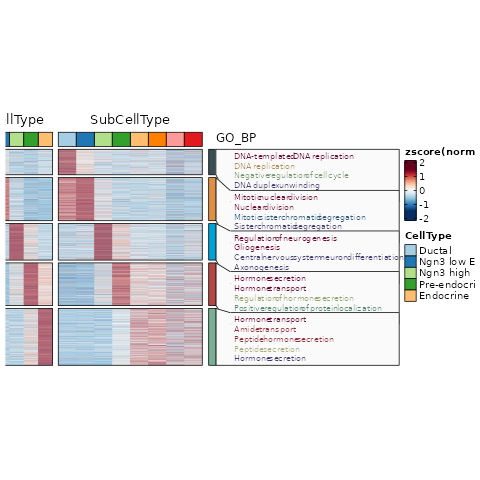 llType
SubCellType
GO_BP
DNA-templatedDNA replication
DNA replication
Negativeregulationofcellcycle
DNAduplexunwinding
Mitoticnucleardivision
Nucleardivision
Mitoticsisterchromatidsegregation
Sisterchromatidsegregation
Regulationofneurogenesis
Gliogenesis
Centralnervoussystemneurondifferentiation
Axonogenesis
Hormonesecretion
Hormonetransport
Regulationofhormonesecretion
Positiveregulationofproteinlocalization
Hormonetransport
Amidetransport
Peptidehormonesecretion
Peptidesecretion
Hormonesecretion
zscore(norm
2
1
0
-1
-2
CellType
Ductal
Ngn3 low E
Ngn3 high
Pre-endocri
Endocrine